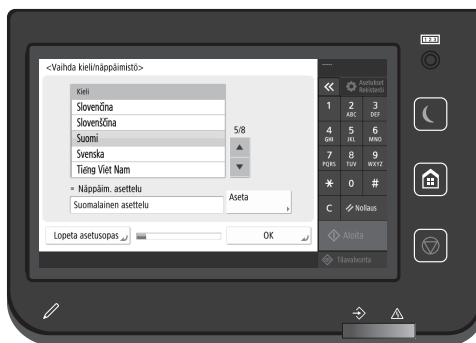 123
<Vaihda kieli/näppäimistö>
Kieli
Slovenčina
Slovenščina
Suomi
Svenska
Tiếng Việt Nam
5/8
▪ Näppäim. asettelu
Suomalainen asettelu
Aseta
Lopeta asetusopas
OK
Asetukset
Rekisteröi
1
2
ABC
3
DEF
4
GHI
5
JKL
6
MNO
7
PQRS
8
TUV
9
WXYZ
*
0
#
C
Nollaus
Aloita
Tilavalvonta